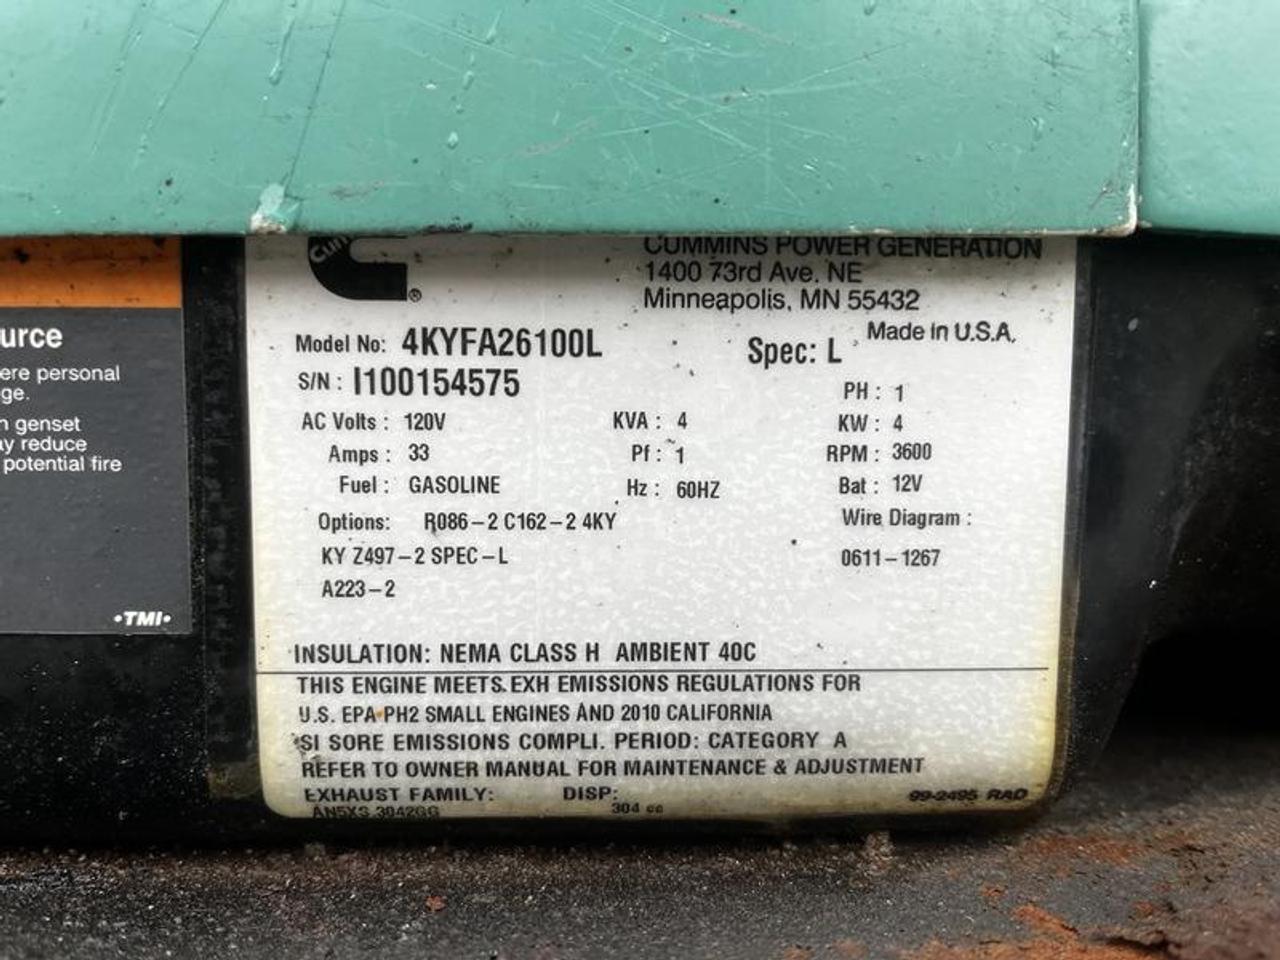 urce
ere personal
ge.
n genset
ay reduce
potential fire
•TMI•
Cum
®
CUMMINS POWER GENERATION
1400 73rd Ave. NE
Minneapolis, MN 55432
Made in U.S.A.
Model No: 4KYFA26100L Spec: L
S/N : I100154575 PH : 1
AC Volts : 120V KVA : 4 KW : 4
Amps : 33 Pf : 1 RPM : 3600
Fuel : GASOLINE Hz : 60HZ Bat : 12V
Options: R086-2 C162-2 4KY Wire Diagram :
KY Z497-2 SPEC-L 0611-1267
A223-2
INSULATION: NEMA CLASS H AMBIENT 40C
THIS ENGINE MEETS EXH EMISSIONS REGULATIONS FOR
U.S. EPA PH2 SMALL ENGINES AND 2010 CALIFORNIA
SI SORE EMISSIONS COMPLI. PERIOD: CATEGORY A
REFER TO OWNER MANUAL FOR MAINTENANCE & ADJUSTMENT
EXHAUST FAMILY: DISP: 99-2495 RAD
AN5XS.3042GG 304 cc